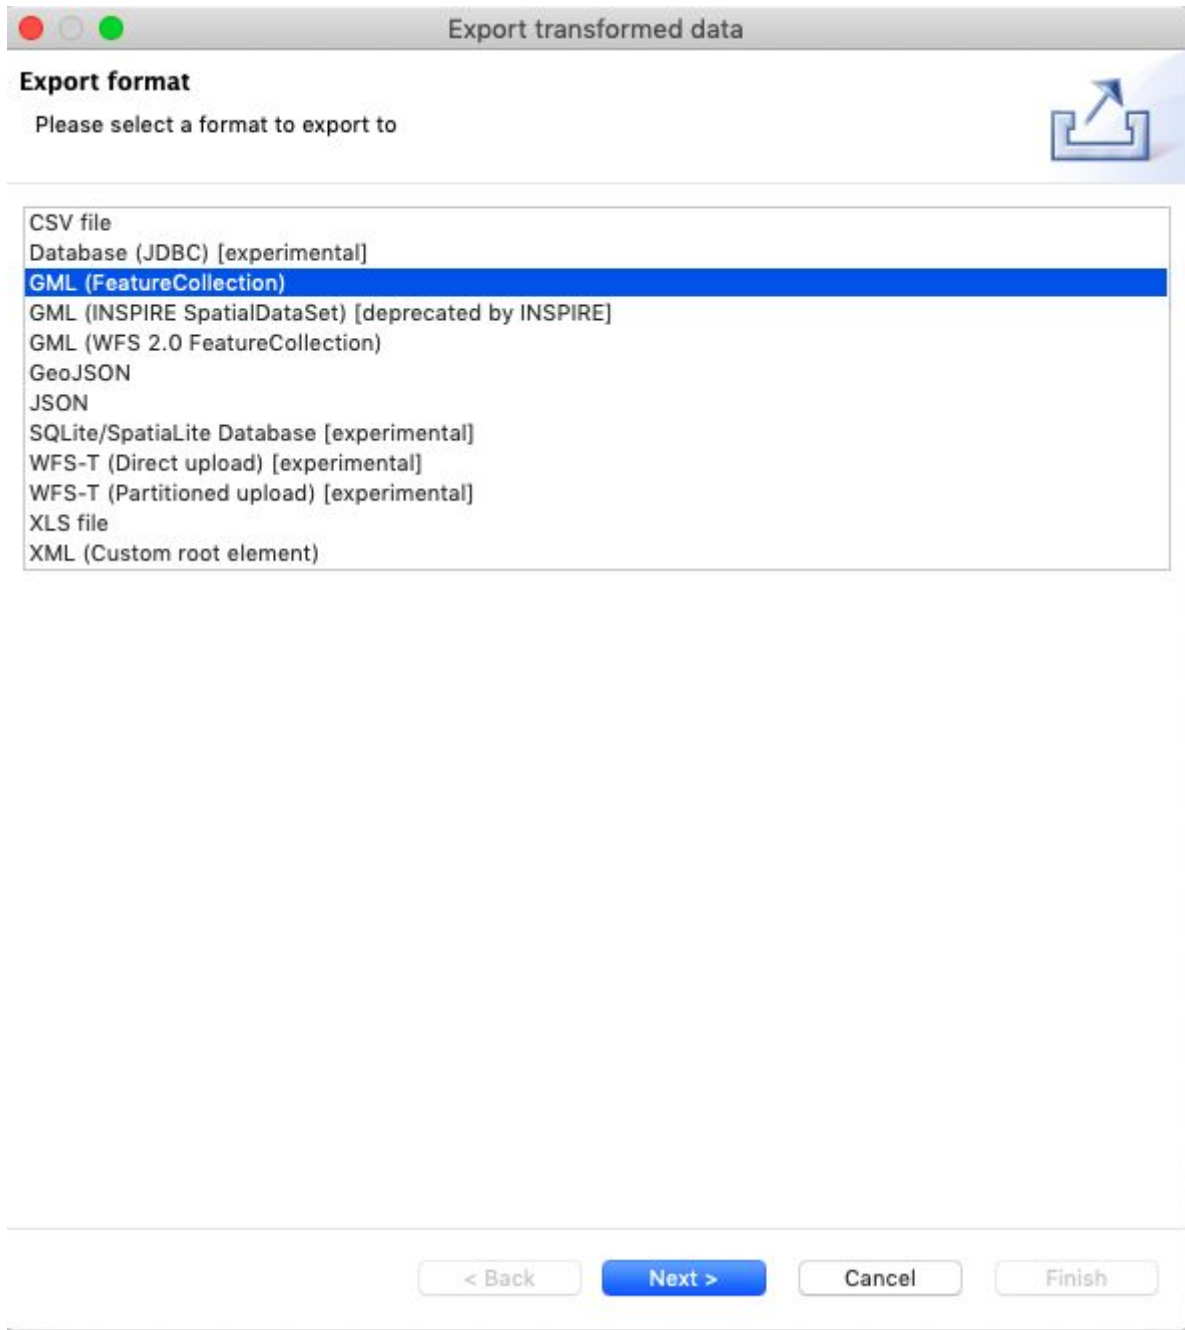 Export transformed data
Export format
Please select a format to export to
CSV file
Database (JDBC) [experimental]
GML (FeatureCollection)
GML (INSPIRE SpatialDataSet) [deprecated by INSPIRE]
GML (WFS 2.0 FeatureCollection)
GeoJSON
JSON
SQLite/SpatiaLite Database [experimental]
WFS-T (Direct upload) [experimental]
WFS-T (Partitioned upload) [experimental]
XLS file
XML (Custom root element)
< Back Next > Cancel Finish